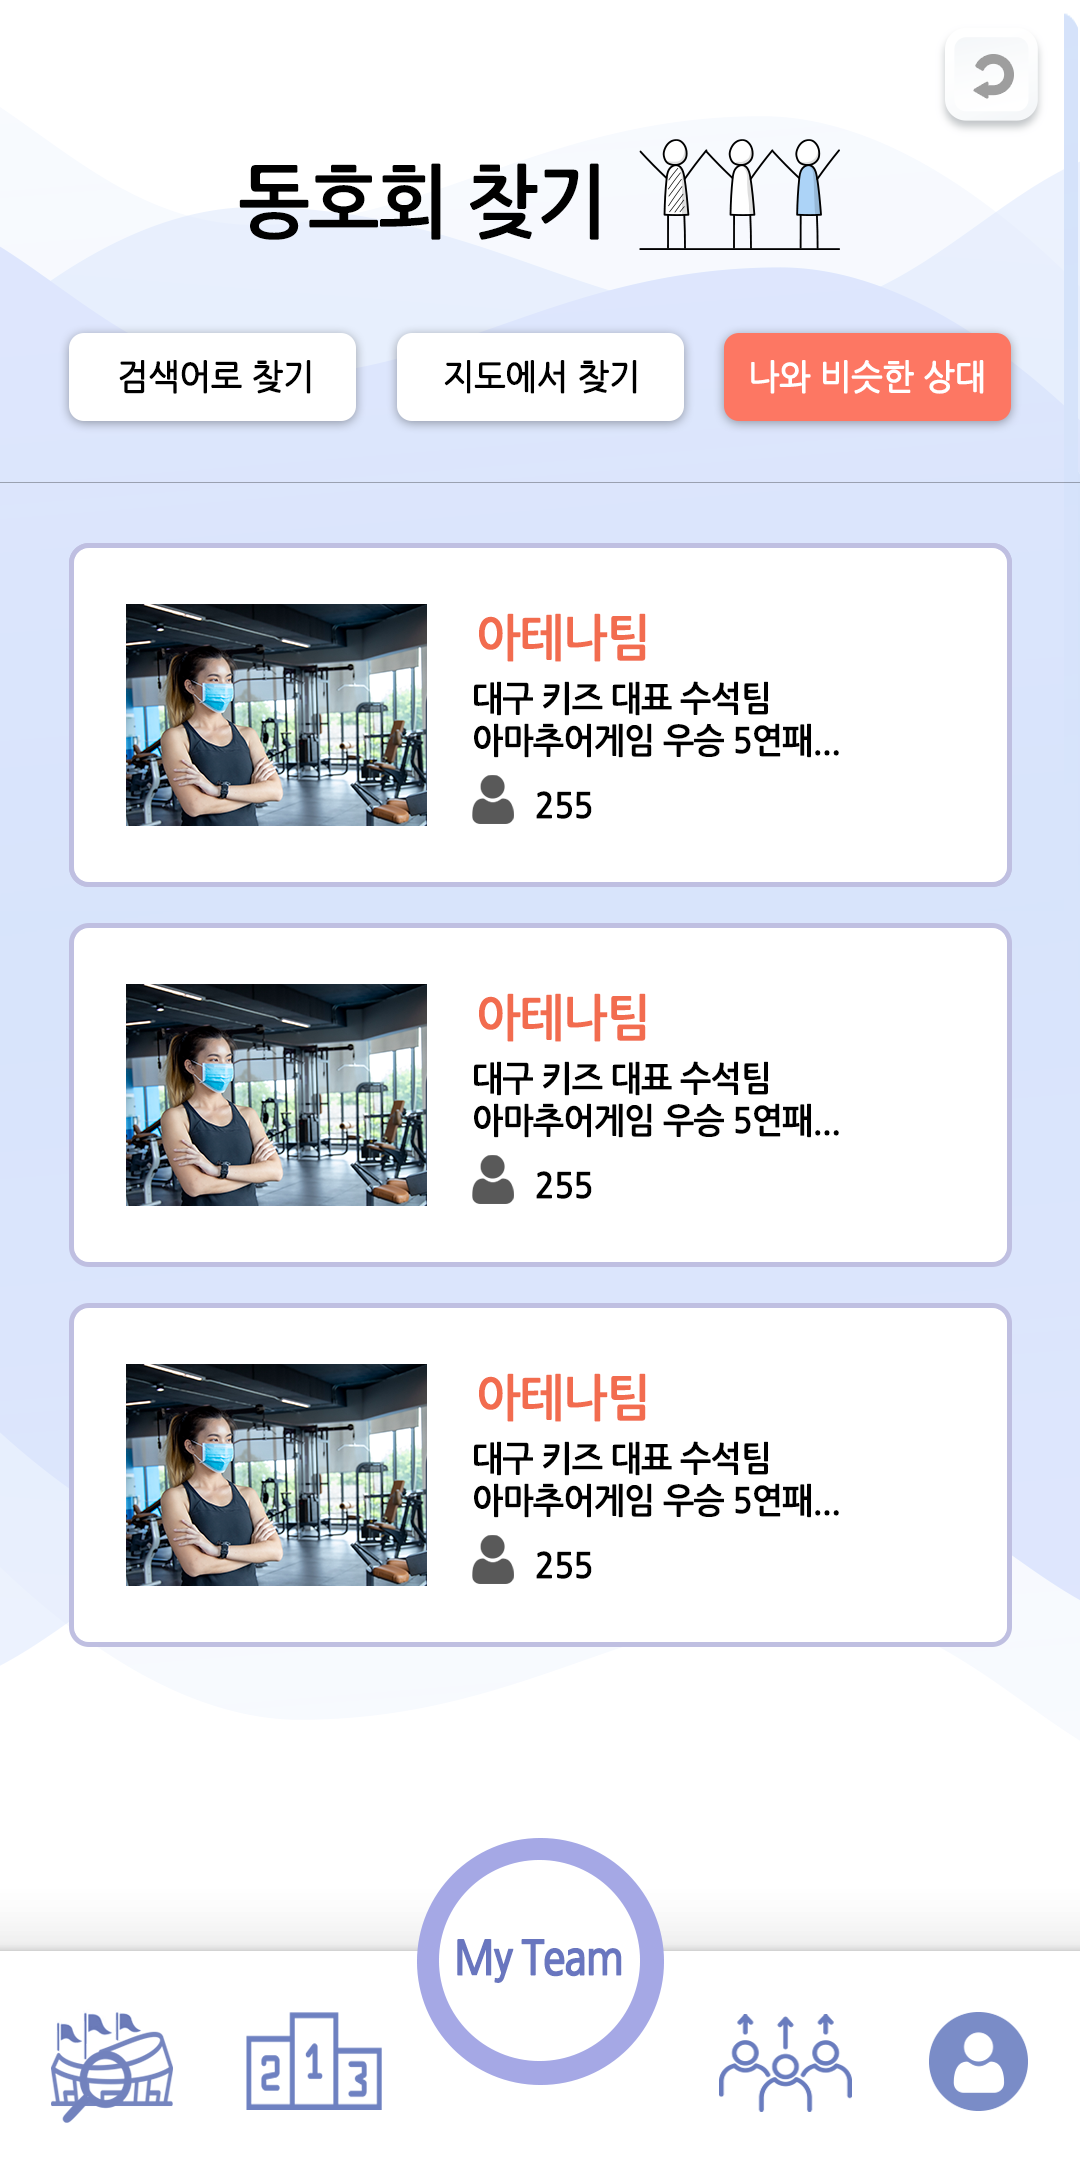 동호회 찾기
검색어로 찾기
지도에서 찾기
나와 비슷한 상대
아테나팀
대구 키즈 대표 수석팀
아마추어게임 우승 5연패...
255
아테나팀
대구 키즈 대표 수석팀
아마추어게임 우승 5연패...
255
아테나팀
대구 키즈 대표 수석팀
아마추어게임 우승 5연패...
255
My Team
2 1 3